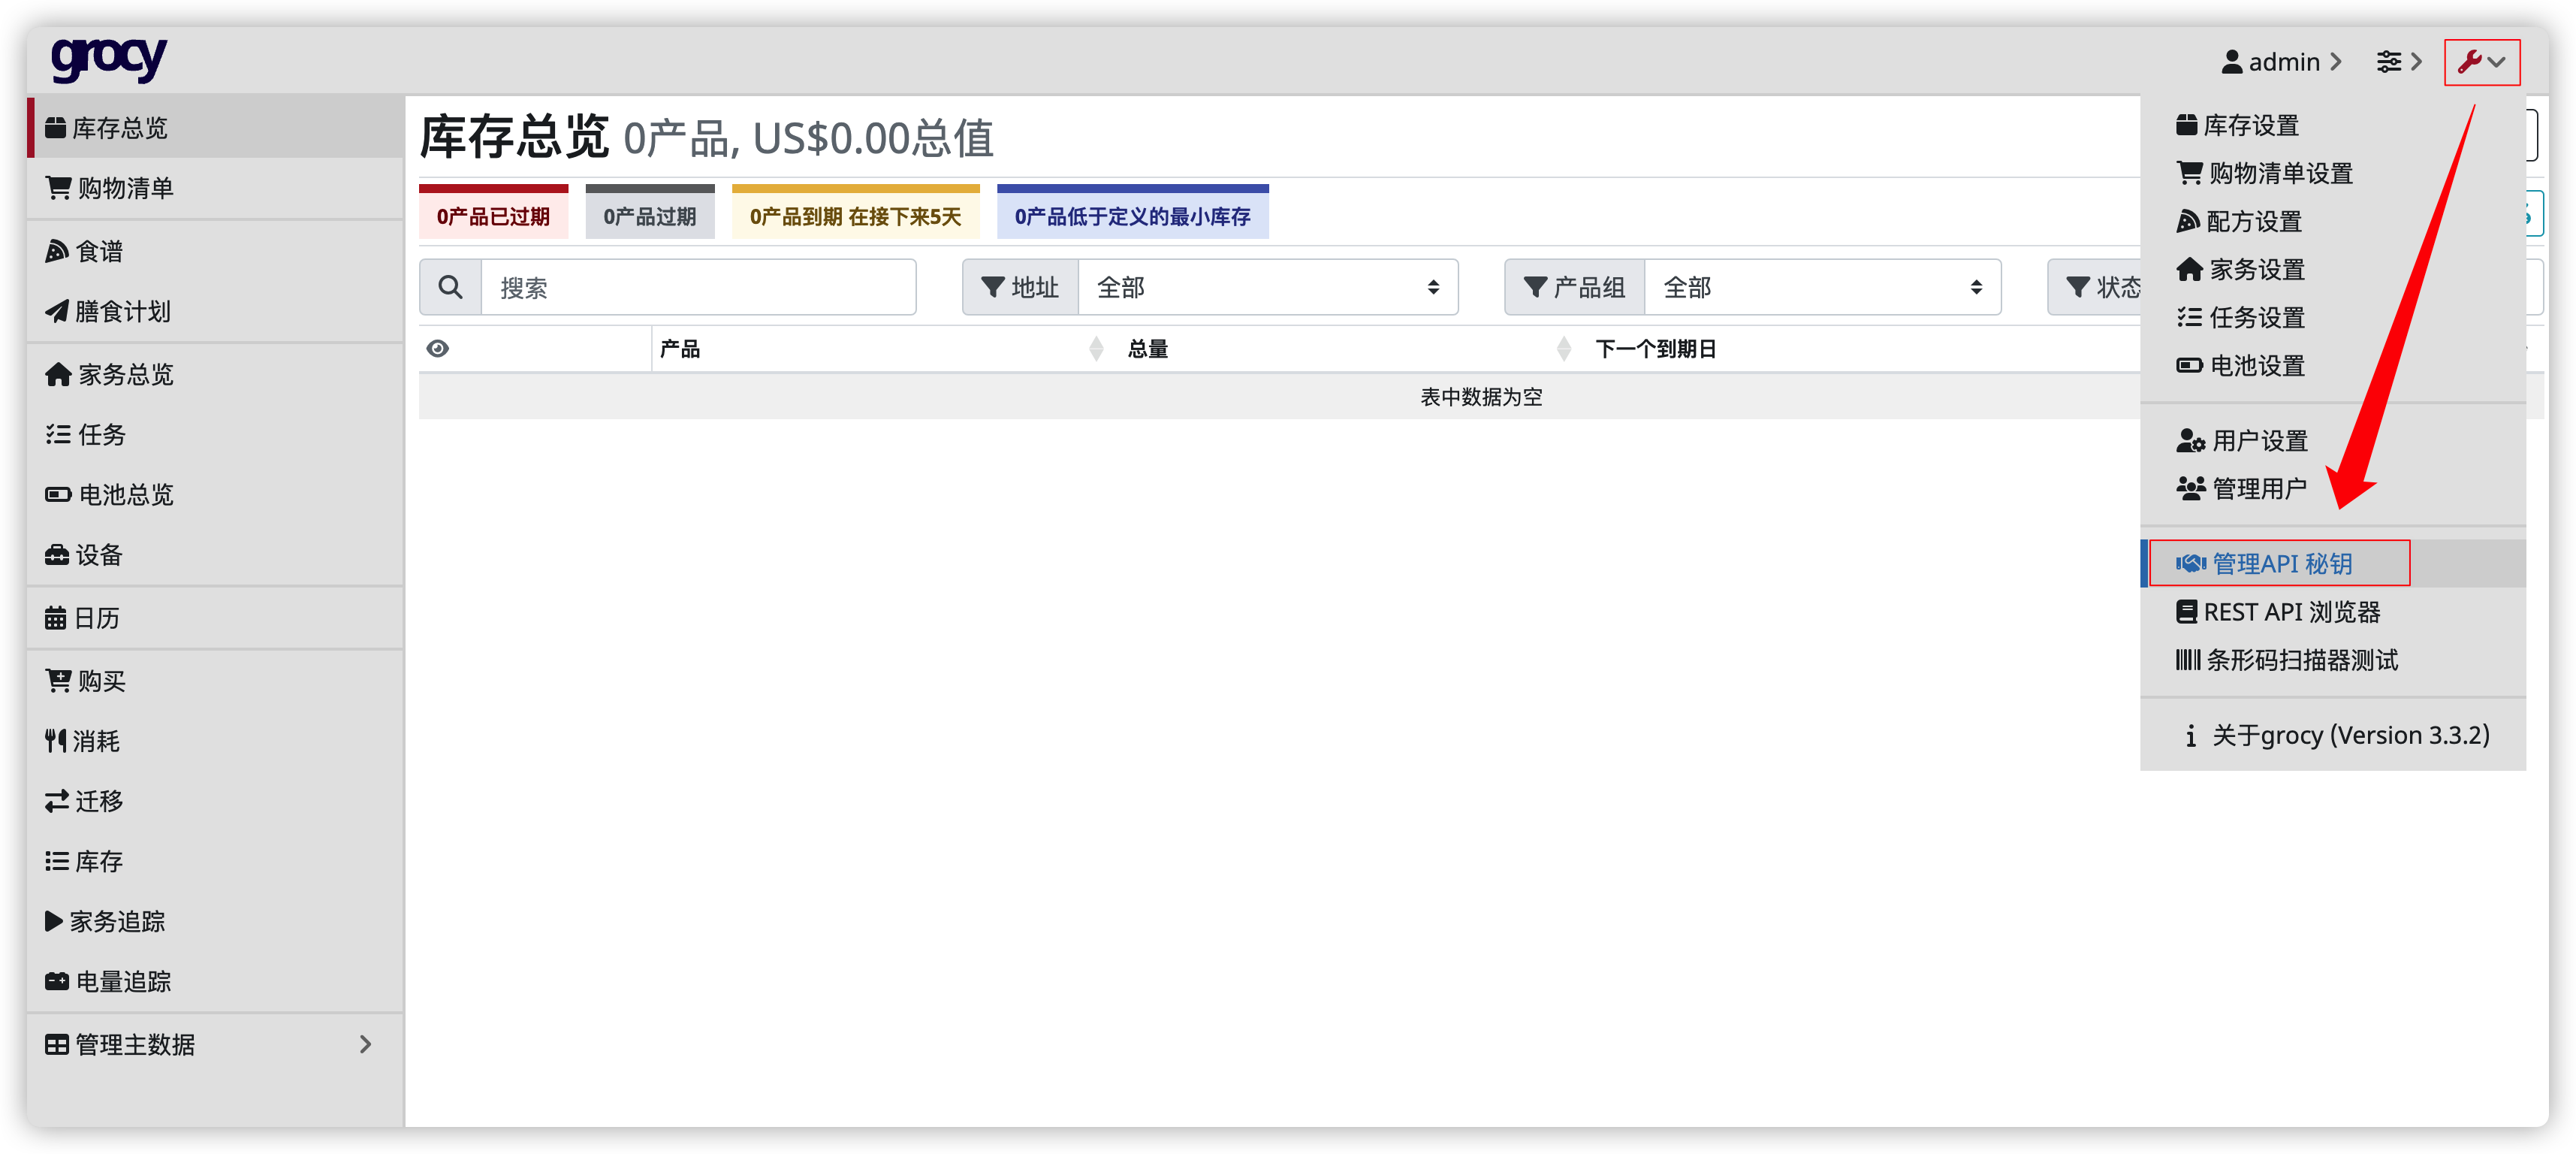 grocy
admin
库存总览
购物清单
食谱
膳食计划
家务总览
任务
电池总览
设备
日历
购买
消耗
迁移
库存
家务追踪
电量追踪
管理主数据
库存总览 0产品, US$0.00总值
0产品已过期 0产品过期 0产品到期 在接下来5天 0产品低于定义的最小库存
搜索 地址 全部 产品组 全部 状态
产品 总量 下一个到期日
表中数据为空
库存设置
购物清单设置
配方设置
家务设置
任务设置
电池设置
用户设置
管理用户
管理API 秘钥
REST API 浏览器
条形码扫描器测试
关于grocy (Version 3.3.2)